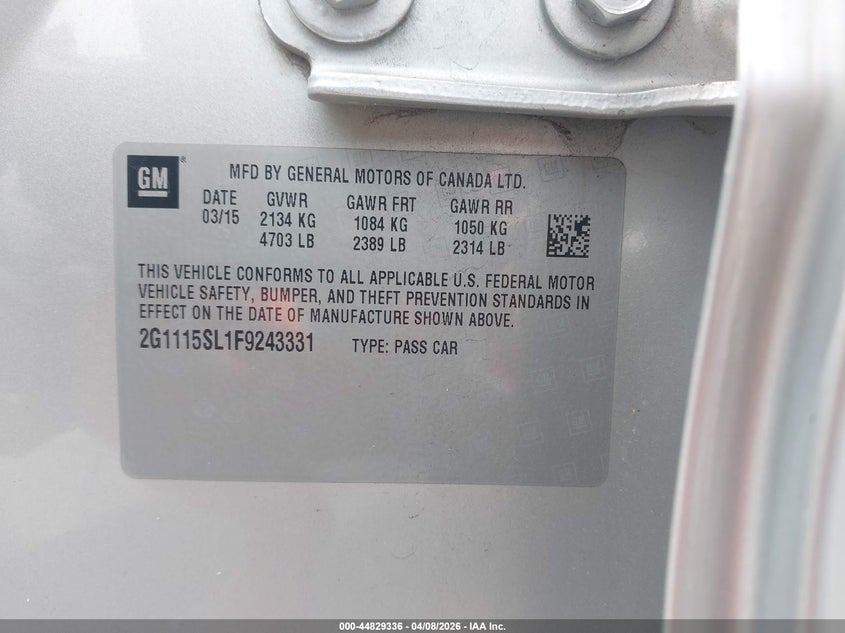 GM ®
MFD BY GENERAL MOTORS OF CANADA LTD.
DATE GVWR GAWR FRT GAWR RR
03/15 2134 KG 1084 KG 1050 KG
4703 LB 2389 LB 2314 LB
THIS VEHICLE CONFORMS TO ALL APPLICABLE U.S. FEDERAL MOTOR
VEHICLE SAFETY, BUMPER, AND THEFT PREVENTION STANDARDS IN
EFFECT ON THE DATE OF MANUFACTURE SHOWN ABOVE.
2G1115SL1F9243331 TYPE: PASS CAR
000-44829336 - 04/08/2026 - IAA Inc.